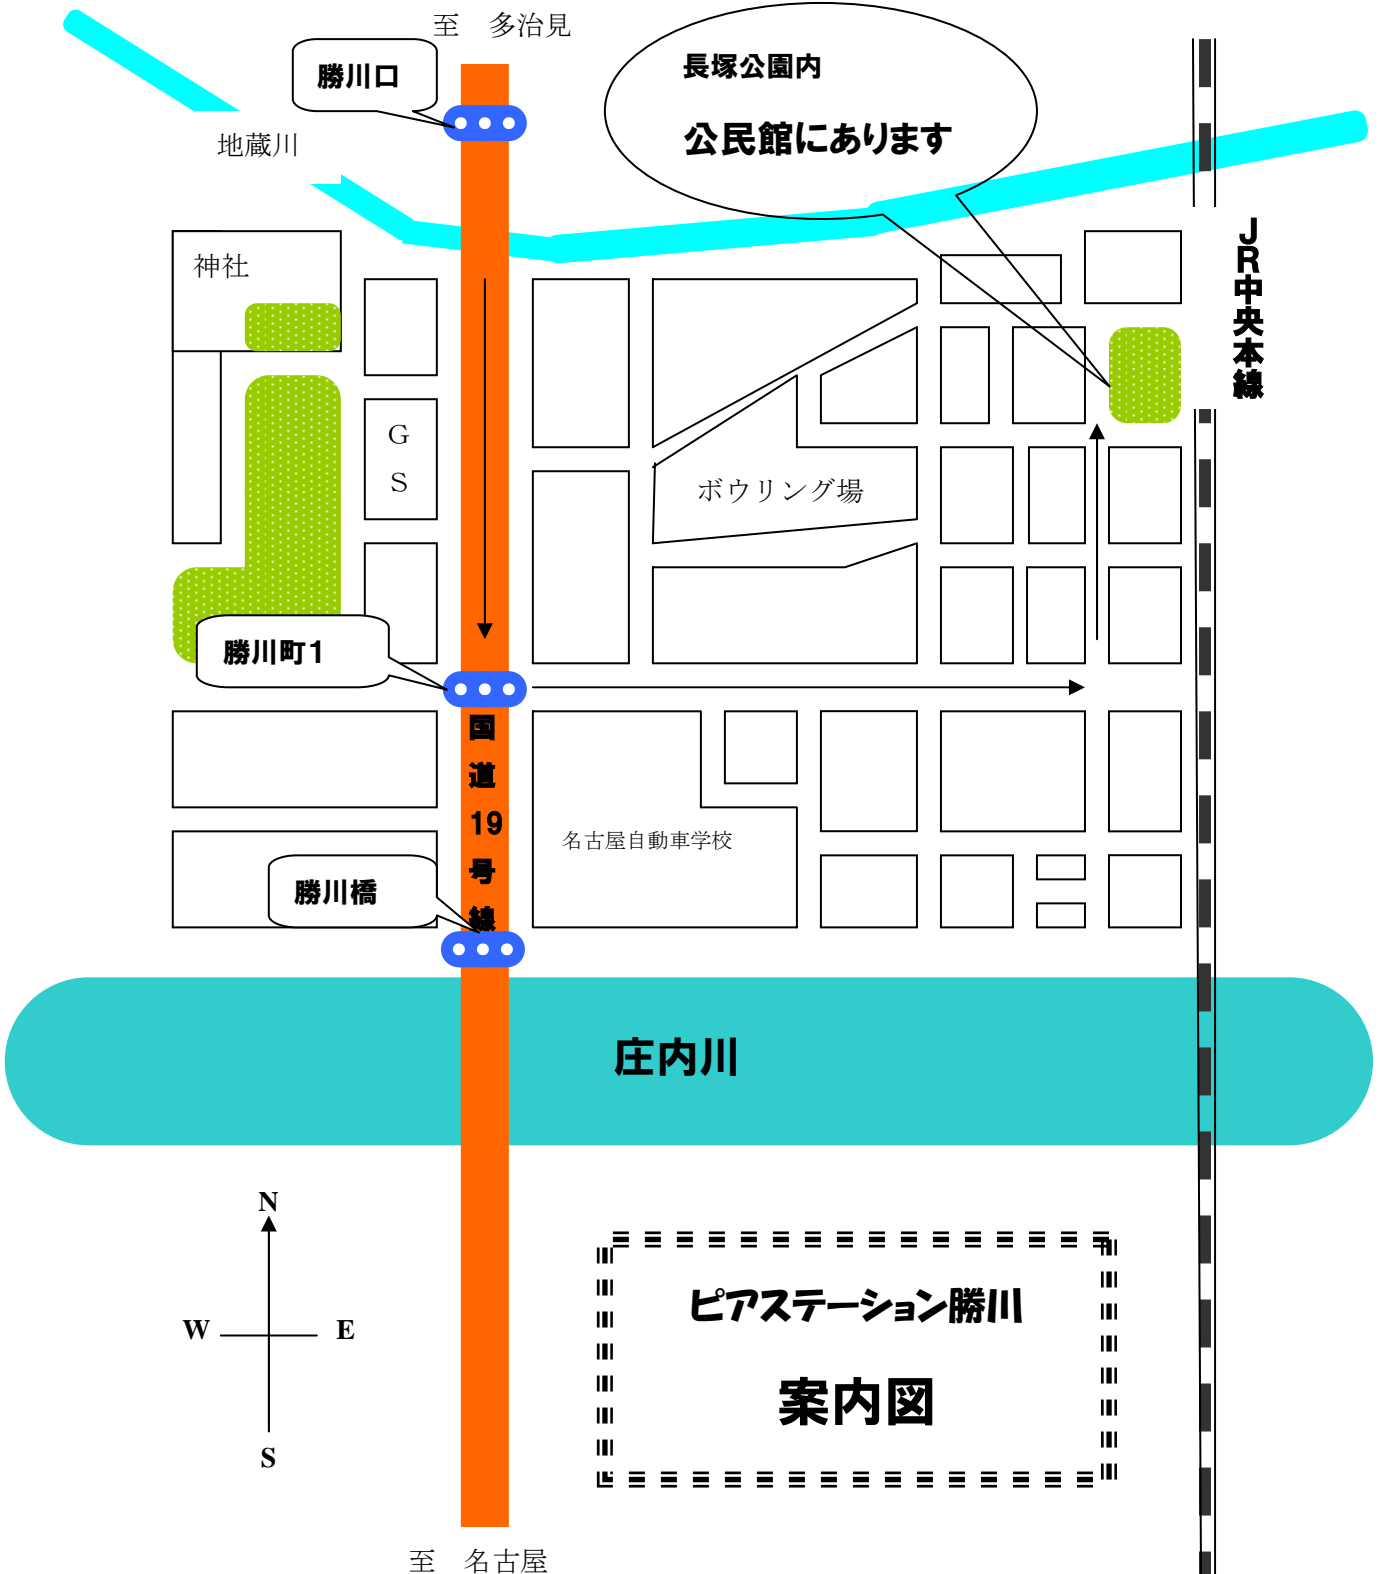 至　多治見
勝川口
長塚公園内
公民館にあります
地蔵川
神社
JR中央本線
G
S
ボウリング場
勝川町1
国道19号線
名古屋自動車学校
勝川橋
庄内川
N
W
E
S
ピアステーション勝川
案内図
至　名古屋